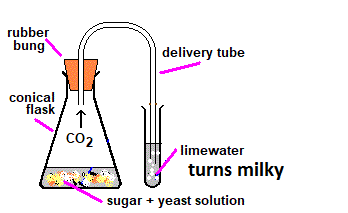 rubber
bung
delivery tube
conical
flask
CO2
limewater
turns milky
sugar + yeast solution